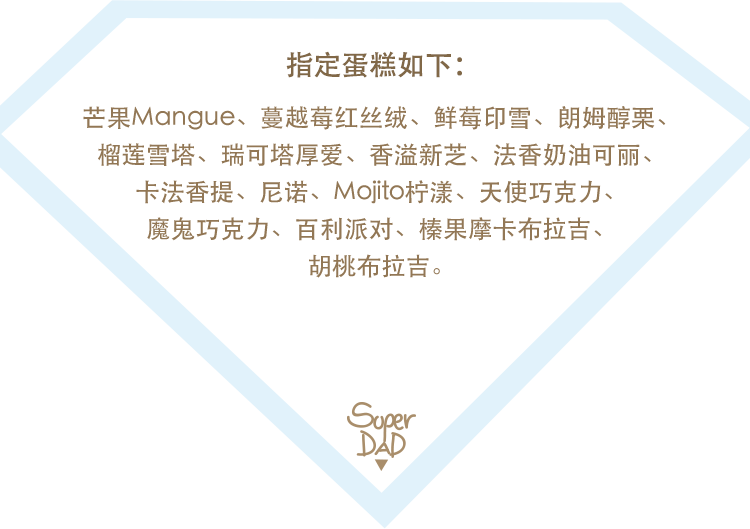 指定蛋糕如下：
芒果Mangue、蔓越莓红丝绒、鲜莓印雪、朗姆醇栗、
榴莲雪塔、瑞可塔厚爱、香溢新芝、法香奶油可丽、
卡法香提、尼诺、Mojito柠漾、天使巧克力、
魔鬼巧克力、百利派对、榛果摩卡布拉吉、
胡桃布拉吉。
Super
DAD